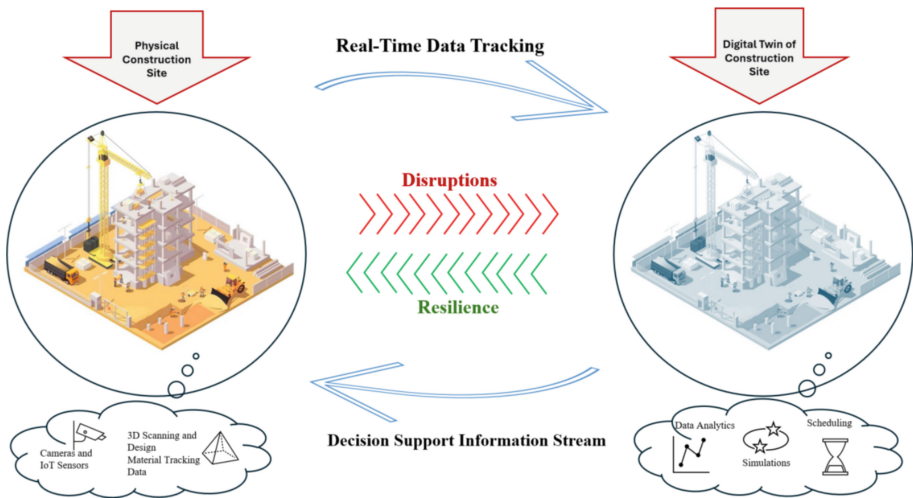 Physical
Construction
Site
Real-Time Data Tracking
Digital Twin of
Construction
Site
Disruptions
Resilience
Decision Support Information Stream
Cameras and
IoT Sensors
3D Scanning and
Design
Material Tracking
Data
Data Analytics
Simulations
Scheduling